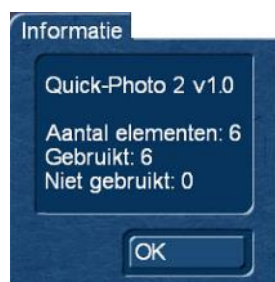 Informatie
Quick-Photo 2 v1.0
Aantal elementen: 6
Gebruikt: 6
Niet gebruikt: 0
OK